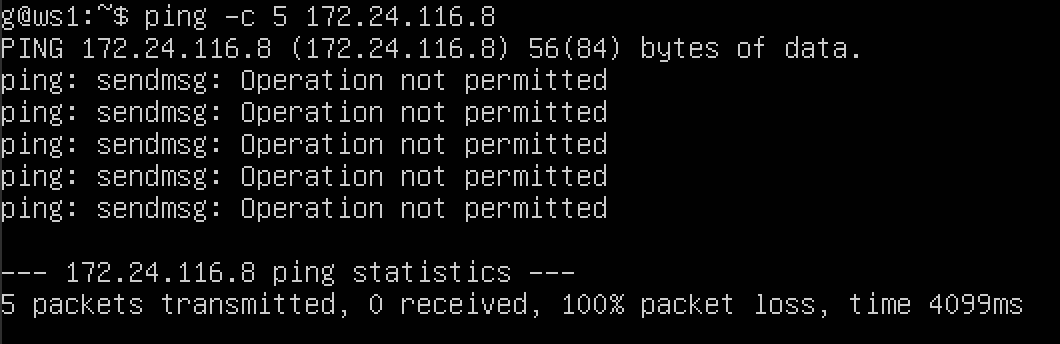 g@ws1:~$ ping -c 5 172.24.116.8
PING 172.24.116.8 (172.24.116.8) 56(84) bytes of data.
ping: sendmsg: Operation not permitted
ping: sendmsg: Operation not permitted
ping: sendmsg: Operation not permitted
ping: sendmsg: Operation not permitted
ping: sendmsg: Operation not permitted
--- 172.24.116.8 ping statistics ---
5 packets transmitted, 0 received, 100% packet loss, time 4099ms